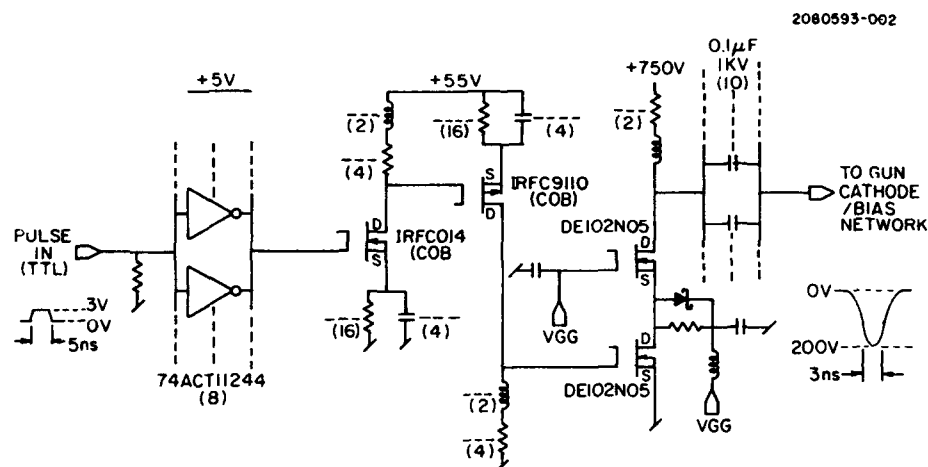 2080593-002
0.1µF
1KV
(10)
+5V
+55V
+750V
(2)
(16)
(4)
(2)
(4)
S
D
IRFC9110
(COB)
TO GUN
CATHODE
/BIAS
NETWORK
PULSE
IN
(TTL)
D
S
IRFC014
(COB
DE102N05
D
S
3V
0V
5ns
(16)
(4)
VGG
0V
200V
3ns
74ACT11244
(8)
D
S
DE102N05
(2)
(4)
VGG